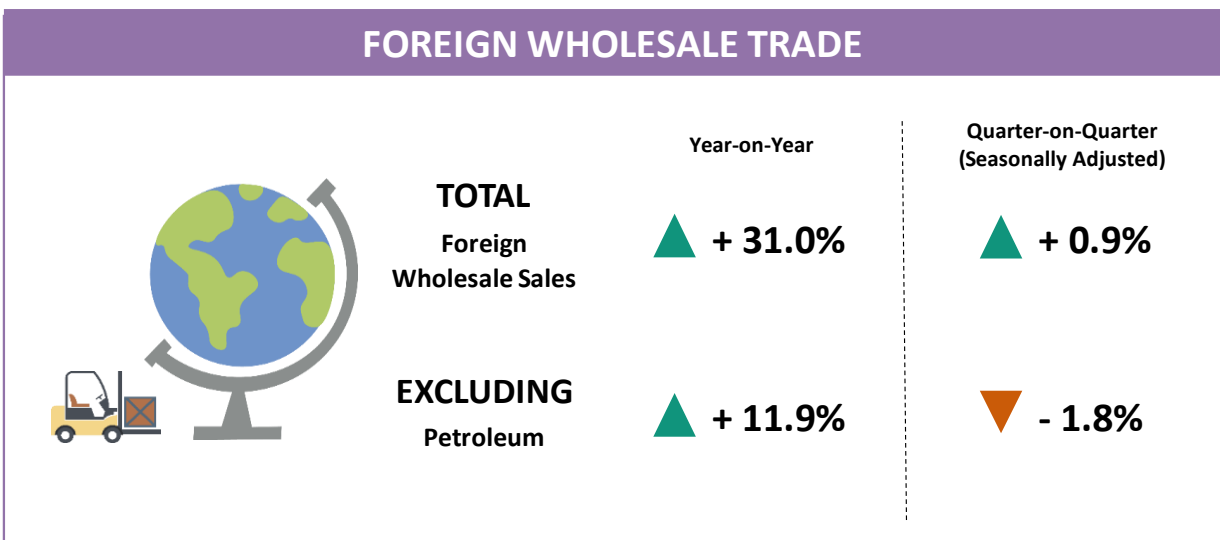 FOREIGN WHOLESALE TRADE
Year-on-Year
Quarter-on-Quarter
(Seasonally Adjusted)
TOTAL
Foreign
Wholesale Sales
+ 31.0%
+ 0.9%
EXCLUDING
Petroleum
+ 11.9%
- 1.8%